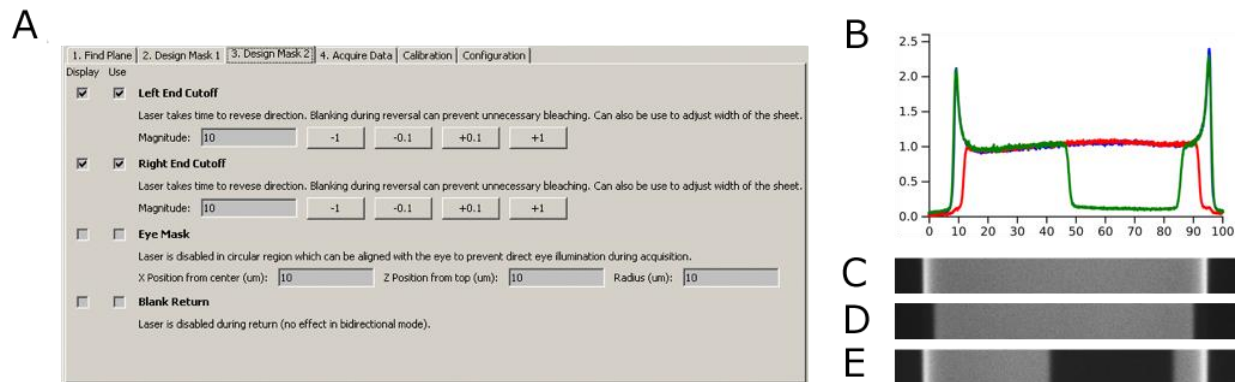 A
1. Find Plane 2. Design Mask 1 3. Design Mask 2 4. Acquire Data Calibration Configuration
Display Use
Left End Cutoff
Laser takes time to revese direction. Blanking during reversal can prevent unnecessary bleaching. Can also be use to adjust width of the sheet.
Magnitude: 10 -1 -0.1 +0.1 +1
Right End Cutoff
Laser takes time to revese direction. Blanking during reversal can prevent unnecessary bleaching. Can also be use to adjust width of the sheet.
Magnitude: 10 -1 -0.1 +0.1 +1
Eye Mask
Laser is disabled in circular region which can be aligned with the eye to prevent direct eye illumination during acquisition.
X Position from center (um): 10 Z Position from top (um): 10 Radius (um): 10
Blank Return
Laser is disabled during return (no effect in bidirectional mode).
B
2.5
2.0
1.5
1.0
0.5
0.0
0 10 20 30 40 50 60 70 80 90 100
C
D
E